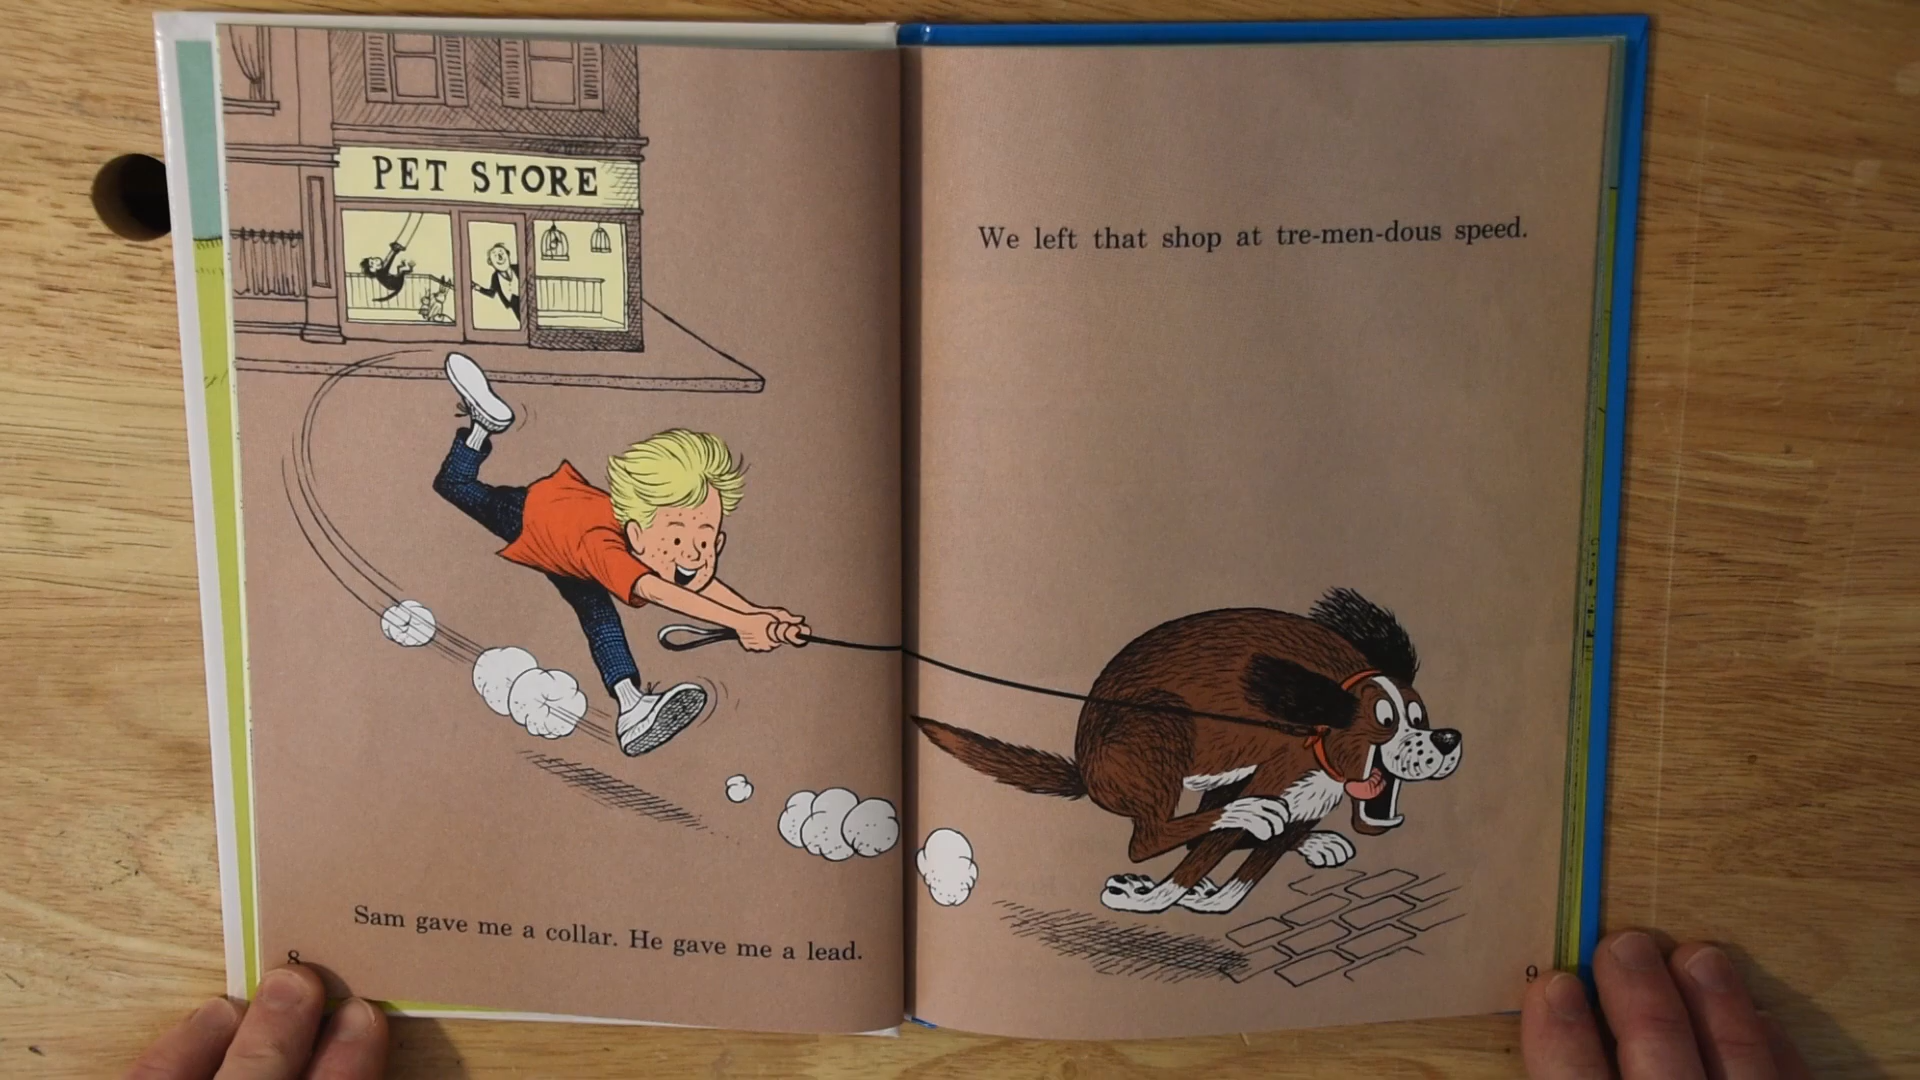 PET STORE
Sam gave me a collar. He gave me a lead.
8
We left that shop at tre-men-dous speed.
9